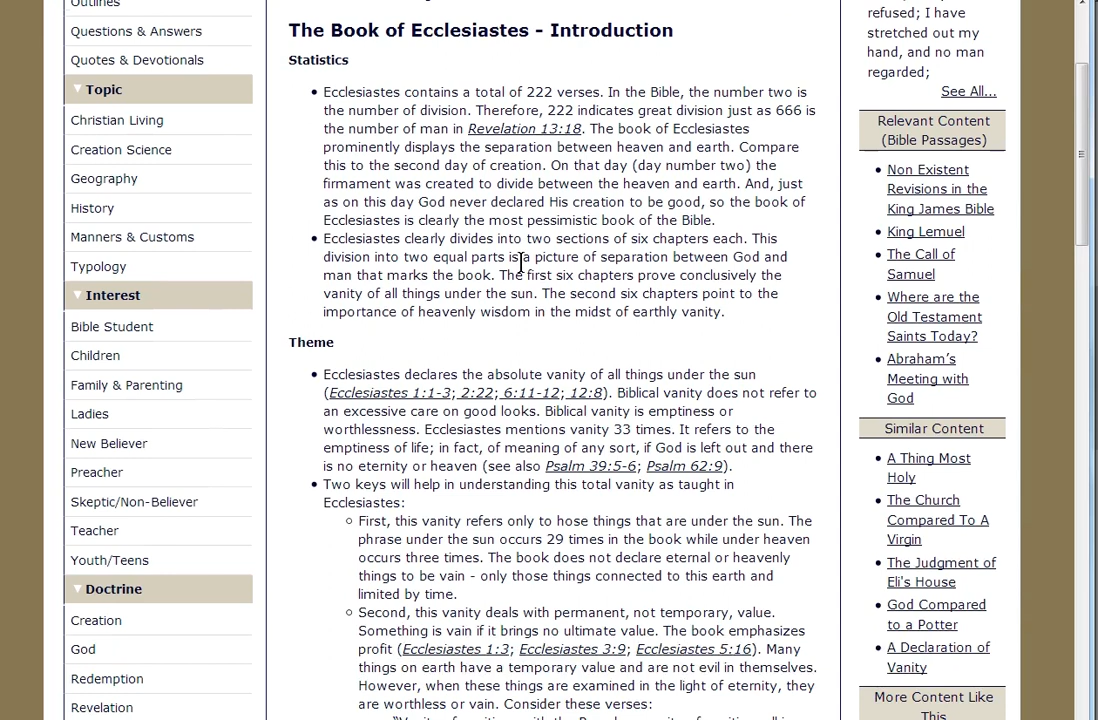 Outlines
Questions & Answers
Quotes & Devotionals
Topic
Christian Living
Creation Science
Geography
History
Manners & Customs
Typology
Interest
Bible Student
Children
Family & Parenting
Ladies
New Believer
Preacher
Skeptic/Non-Believer
Teacher
Youth/Teens
Doctrine
Creation
God
Redemption
Revelation
The Book of Ecclesiastes - Introduction
Statistics
Ecclesiastes contains a total of 222 verses. In the Bible, the number two is
the number of division. Therefore, 222 indicates great division just as 666 is
the number of man in Revelation 13:18. The book of Ecclesiastes
prominently displays the separation between heaven and earth. Compare
this to the second day of creation. On that day (day number two) the
firmament was created to divide between the heaven and earth. And, just
as on this day God never declared His creation to be good, so the book of
Ecclesiastes is clearly the most pessimistic book of the Bible.
Ecclesiastes clearly divides into two sections of six chapters each. This
division into two equal parts is a picture of separation between God and
man that marks the book. The first six chapters prove conclusively the
vanity of all things under the sun. The second six chapters point to the
importance of heavenly wisdom in the midst of earthly vanity.
Theme
Ecclesiastes declares the absolute vanity of all things under the sun
(Ecclesiastes 1:1-3; 2:22; 6:11-12; 12:8). Biblical vanity does not refer to
an excessive care on good looks. Biblical vanity is emptiness or
worthlessness. Ecclesiastes mentions vanity 33 times. It refers to the
emptiness of life; in fact, of meaning of any sort, if God is left out and there
is no eternity or heaven (see also Psalm 39:5-6; Psalm 62:9).
Two keys will help in understanding this total vanity as taught in
Ecclesiastes:
First, this vanity refers only to hose things that are under the sun. The
phrase under the sun occurs 29 times in the book while under heaven
occurs three times. The book does not declare eternal or heavenly
things to be vain - only those things connected to this earth and
limited by time.
Second, this vanity deals with permanent, not temporary, value.
Something is vain if it brings no ultimate value. The book emphasizes
profit (Ecclesiastes 1:3; Ecclesiastes 3:9; Ecclesiastes 5:16). Many
things on earth have a temporary value and are not evil in themselves.
However, when these things are examined in the light of eternity, they
are worthless or vain. Consider these verses:
refused; I have
stretched out my
hand, and no man
regarded;
See All...
Relevant Content
(Bible Passages)
Non Existent
Revisions in the
King James Bible
King Lemuel
The Call of
Samuel
Where are the
Old Testament
Saints Today?
Abraham's
Meeting with
God
Similar Content
A Thing Most
Holy
The Church
Compared To A
Virgin
The Judgment of
Eli's House
God Compared
to a Potter
A Declaration of
Vanity
More Content Like
This